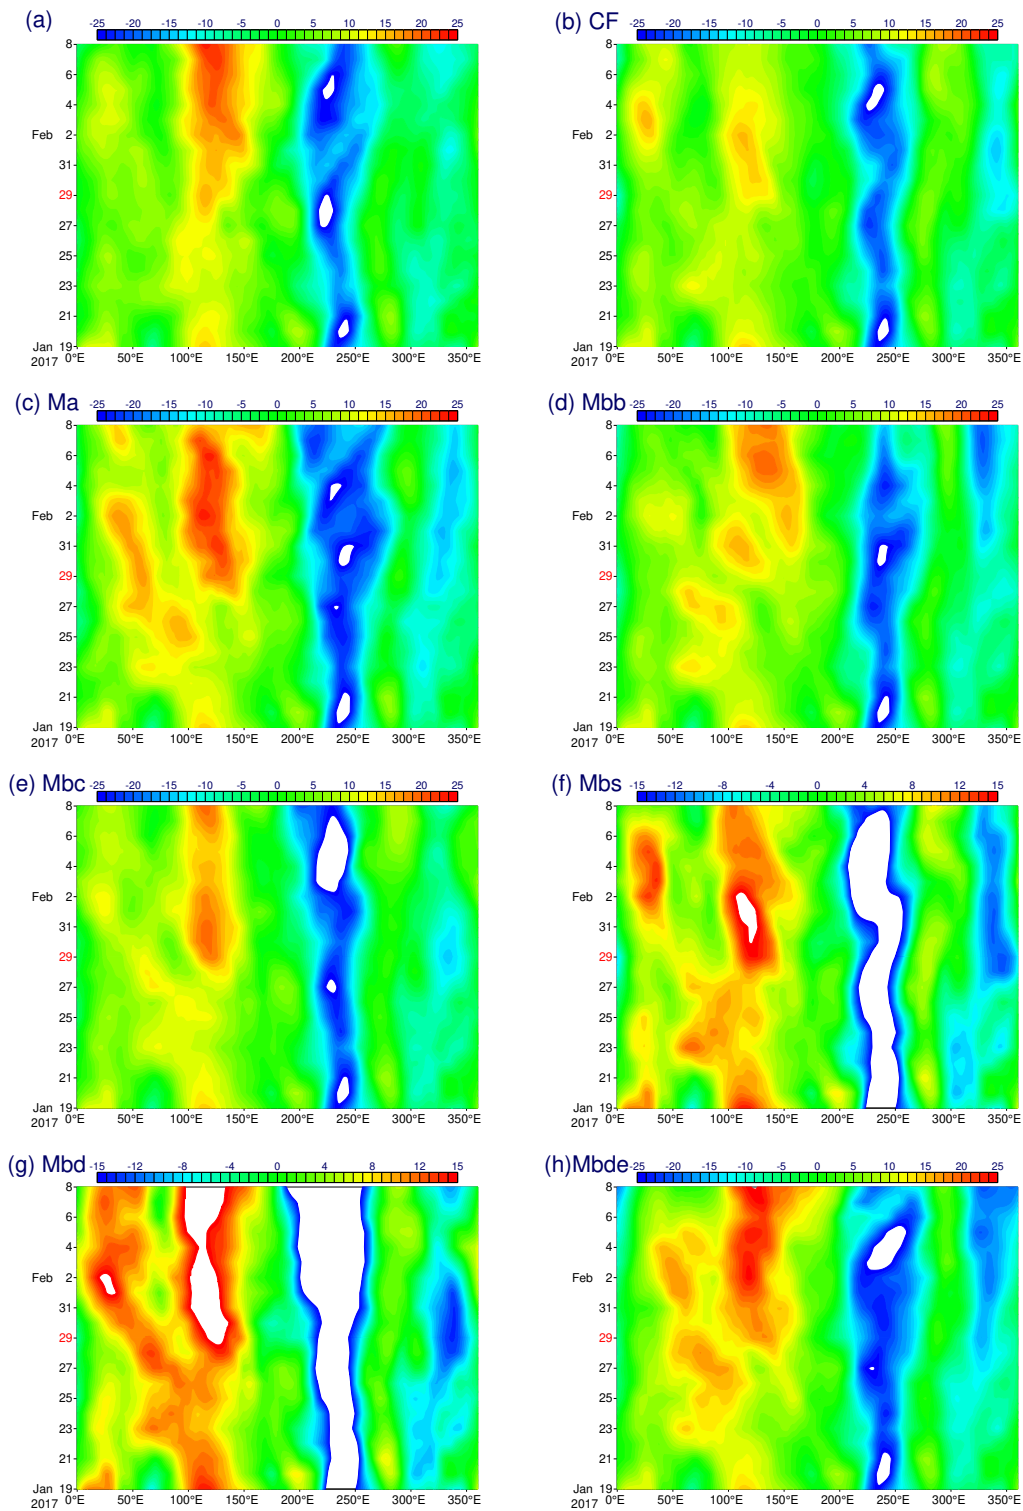 (a) -25 -20 -15 -10 -5 0 5 10 15 20 25
8
6
4
Feb 2
31
29
27
25
23
21
Jan 19
2017 0°E 50°E 100°E 150°E 200°E 250°E 300°E 350°E
(b) CF -25 -20 -15 -10 -5 0 5 10 15 20 25
8
6
4
Feb 2
31
29
27
25
23
21
Jan 19
2017 0°E 50°E 100°E 150°E 200°E 250°E 300°E 350°E
(c) Ma -25 -20 -15 -10 -5 0 5 10 15 20 25
8
6
4
Feb 2
31
29
27
25
23
21
Jan 19
2017 0°E 50°E 100°E 150°E 200°E 250°E 300°E 350°E
(d) Mbb -25 -20 -15 -10 -5 0 5 10 15 20 25
8
6
4
Feb 2
31
29
27
25
23
21
Jan 19
2017 0°E 50°E 100°E 150°E 200°E 250°E 300°E 350°E
(e) Mbc -25 -20 -15 -10 -5 0 5 10 15 20 25
8
6
4
Feb 2
31
29
27
25
23
21
Jan 19
2017 0°E 50°E 100°E 150°E 200°E 250°E 300°E 350°E
(f) Mbs -15 -12 -8 -4 0 4 8 12 15
8
6
4
Feb 2
31
29
27
25
23
21
Jan 19
2017 0°E 50°E 100°E 150°E 200°E 250°E 300°E 350°E
(g) Mbd -15 -12 -8 -4 0 4 8 12 15
8
6
4
Feb 2
31
29
27
25
23
21
Jan 19
2017 0°E 50°E 100°E 150°E 200°E 250°E 300°E 350°E
(h)Mbde -25 -20 -15 -10 -5 0 5 10 15 20 25
8
6
4
Feb 2
31
29
27
25
23
21
Jan 19
2017 0°E 50°E 100°E 150°E 200°E 250°E 300°E 350°E